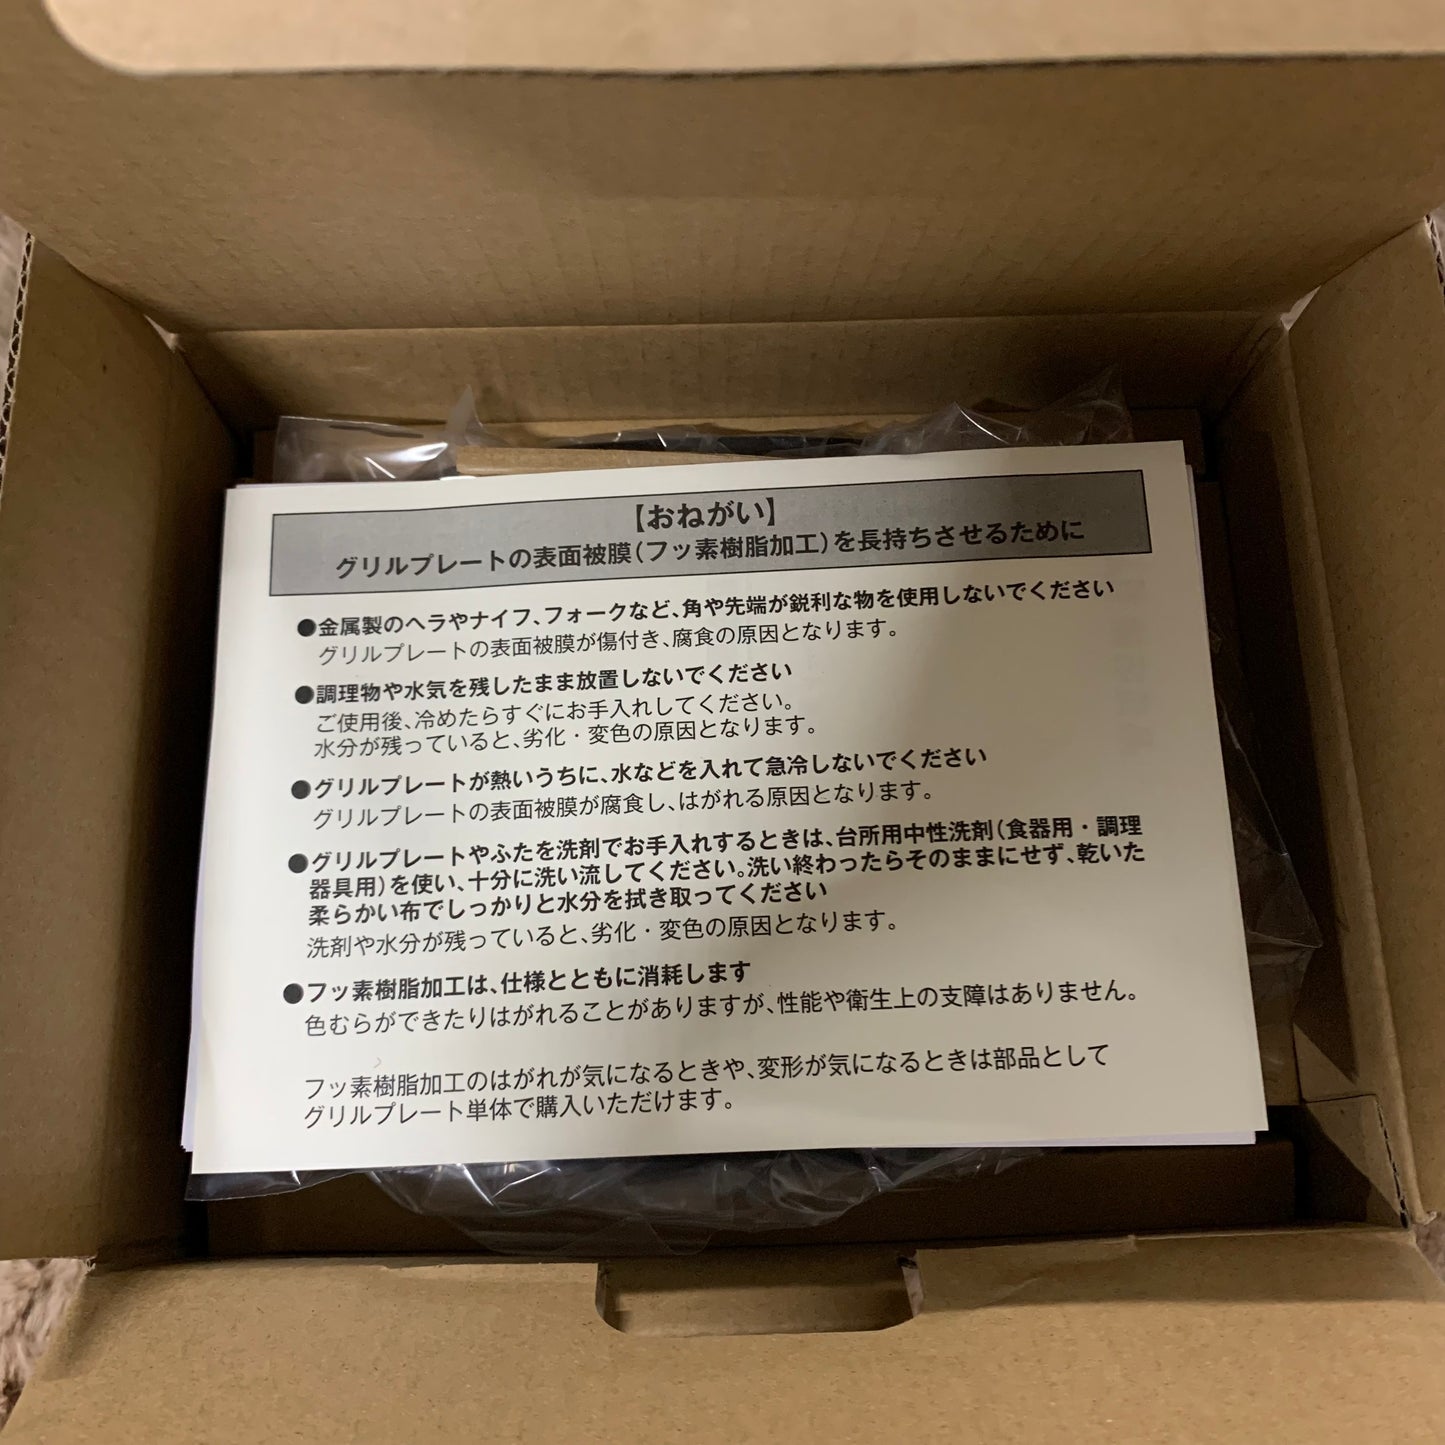 【おねがい】
グリルプレートの表面被膜(フッ素樹脂加工)を長持ちさせるために
●金属製のヘラやナイフ、フォークなど、角や先端が鋭利な物を使用しないでください
グリルプレートの表面被膜が傷付き、腐食の原因となります。
●調理物や水気を残したまま放置しないでください
ご使用後、冷めたらすぐにお手入れしてください。
水分が残っていると、劣化・変色の原因となります。
●グリルプレートが熱いうちに、水などを入れて急冷しないでください
グリルプレートの表面被膜が腐食し、はがれる原因となります。
●グリルプレートやふたを洗剤でお手入れするときは、台所用中性洗剤(食器用・調理
器具用)を使い、十分に洗い流してください。洗い終わったらそのままにせず、乾いた
柔らかい布でしっかりと水分を拭き取ってください
洗剤や水分が残っていると、劣化・変色の原因となります。
●フッ素樹脂加工は、仕様とともに消耗します
色むらができたりはがれることがありますが、性能や衛生上の支障はありません。
フッ素樹脂加工のはがれが気になるときや、変形が気になるときは部品として
グリルプレート単体で購入いただけます。